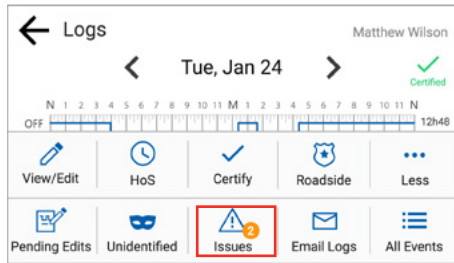 Logs Matthew Wilson
Tue, Jan 24
Certified
N 1 2 3 4 5 6 7 8 9 10 11 M 1 2 3 4 5 6 7 8 9 10 11 N
OFF 12h48
View/Edit HoS Certify Roadside Less
2
Pending Edits Unidentified Issues Email Logs All Events